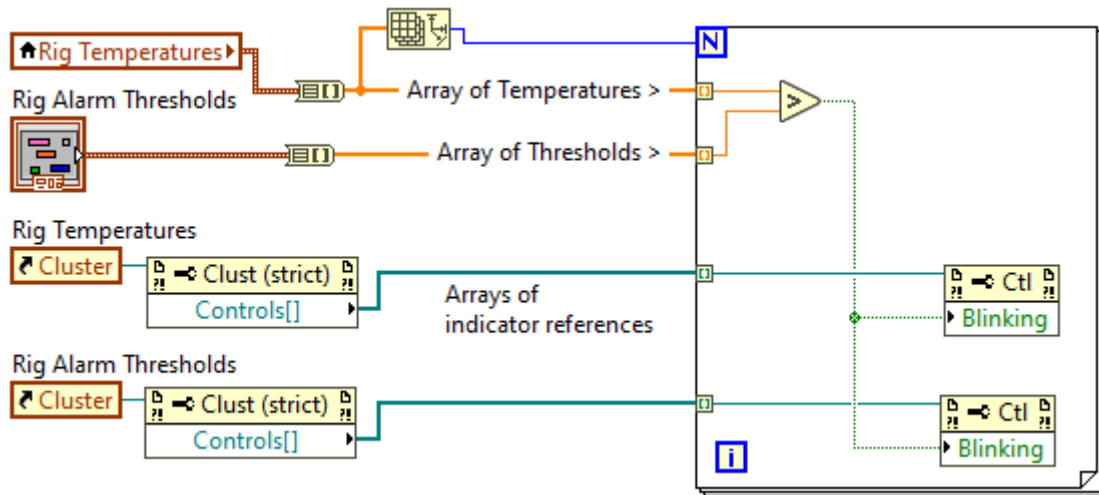 Rig Temperatures
N
Array of Temperatures >
>
Rig Alarm Thresholds
Array of Thresholds >
Rig Temperatures
Cluster
Clust (strict)
Controls[]
Arrays of
indicator references
Ctl
Blinking
Rig Alarm Thresholds
Cluster
Clust (strict)
Controls[]
Ctl
Blinking
i